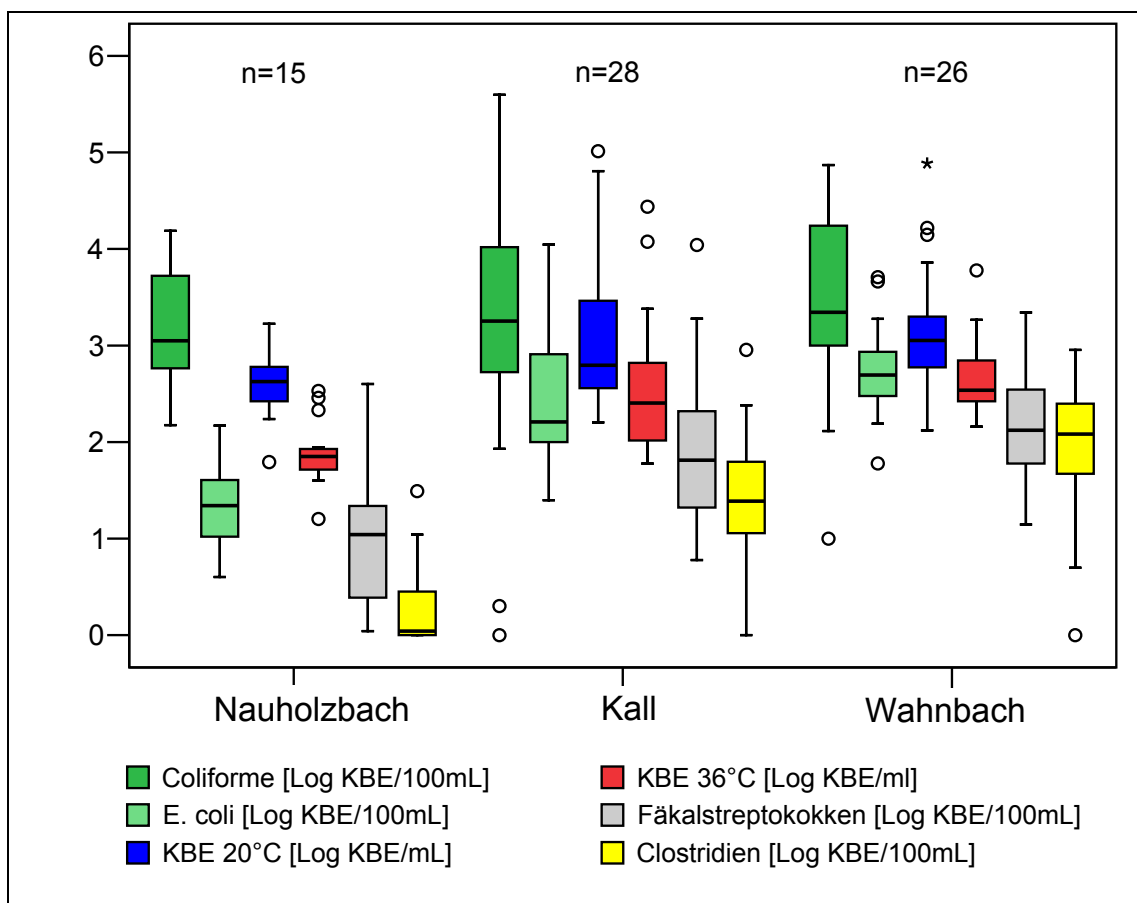 6
n=15 n=28 n=26
5
4
3
2
1
0
Nauholzbach Kall Wahnbach
Coliforme [Log KBE/100mL] KBE 36°C [Log KBE/ml]
E. coli [Log KBE/100mL] Fäkalstreptokokken [Log KBE/100mL]
KBE 20°C [Log KBE/mL] Clostridien [Log KBE/100mL]